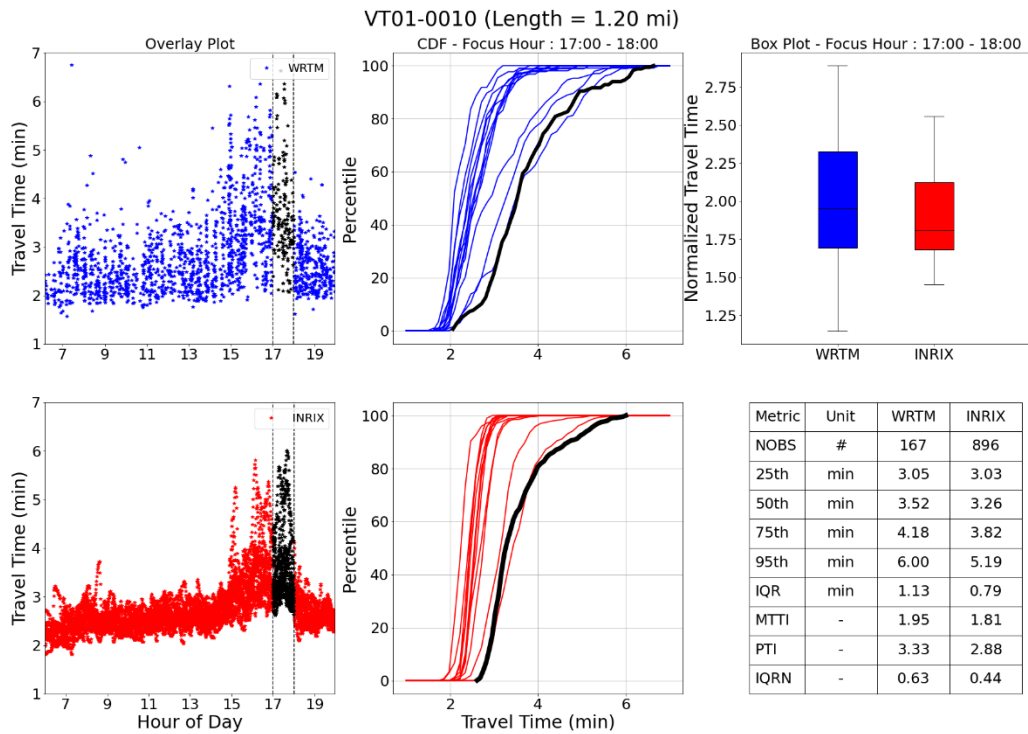 VT01-0010 (Length = 1.20 mi)
Overlay Plot
CDF - Focus Hour : 17:00 - 18:00
Box Plot - Focus Hour : 17:00 - 18:00
Travel Time (min)
7
6
5
4
3
2
1
WRTM
7 9 11 13 15 17 19
Percentile
100
80
60
40
20
0
2 4 6
Normalized Travel Time
2.75
2.50
2.25
2.00
1.75
1.50
1.25
WRTM INRIX
Travel Time (min)
7
6
5
4
3
2
1
INRIX
7 9 11 13 15 17 19
Hour of Day
Percentile
100
80
60
40
20
0
2 4 6
Travel Time (min)
Metric Unit WRTM INRIX
NOBS # 167 896
25th min 3.05 3.03
50th min 3.52 3.26
75th min 4.18 3.82
95th min 6.00 5.19
IQR min 1.13 0.79
MTTI - 1.95 1.81
PTI - 3.33 2.88
IQRN - 0.63 0.44